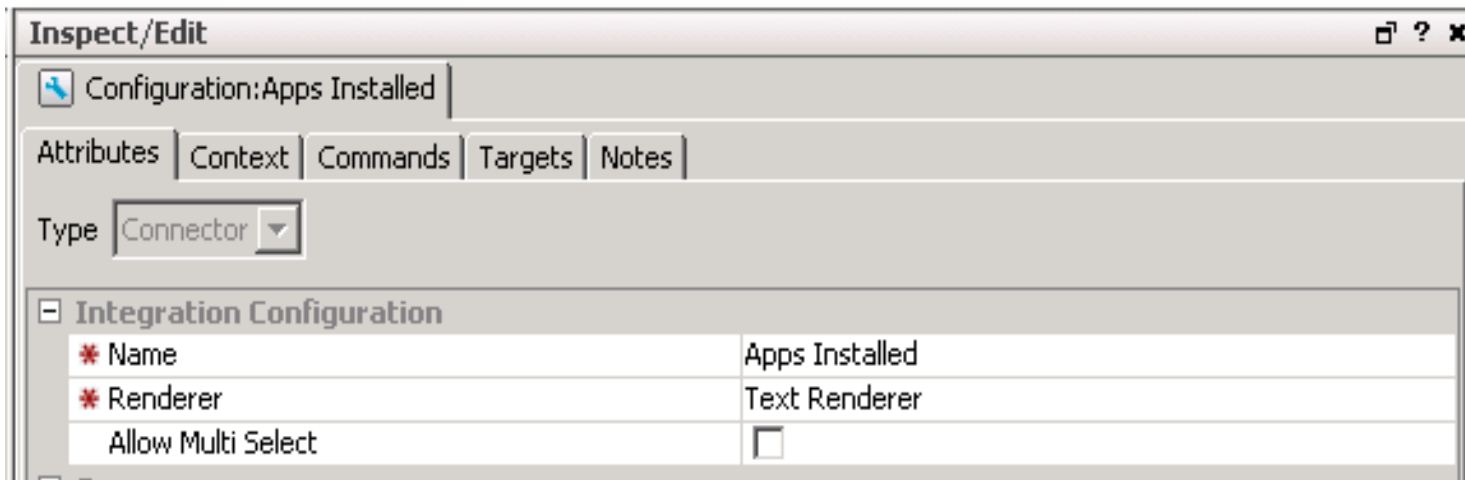 Inspect/Edit
Configuration:Apps Installed
Attributes Context Commands Targets Notes
Type Connector
Integration Configuration
* Name Apps Installed
* Renderer Text Renderer
Allow Multi Select